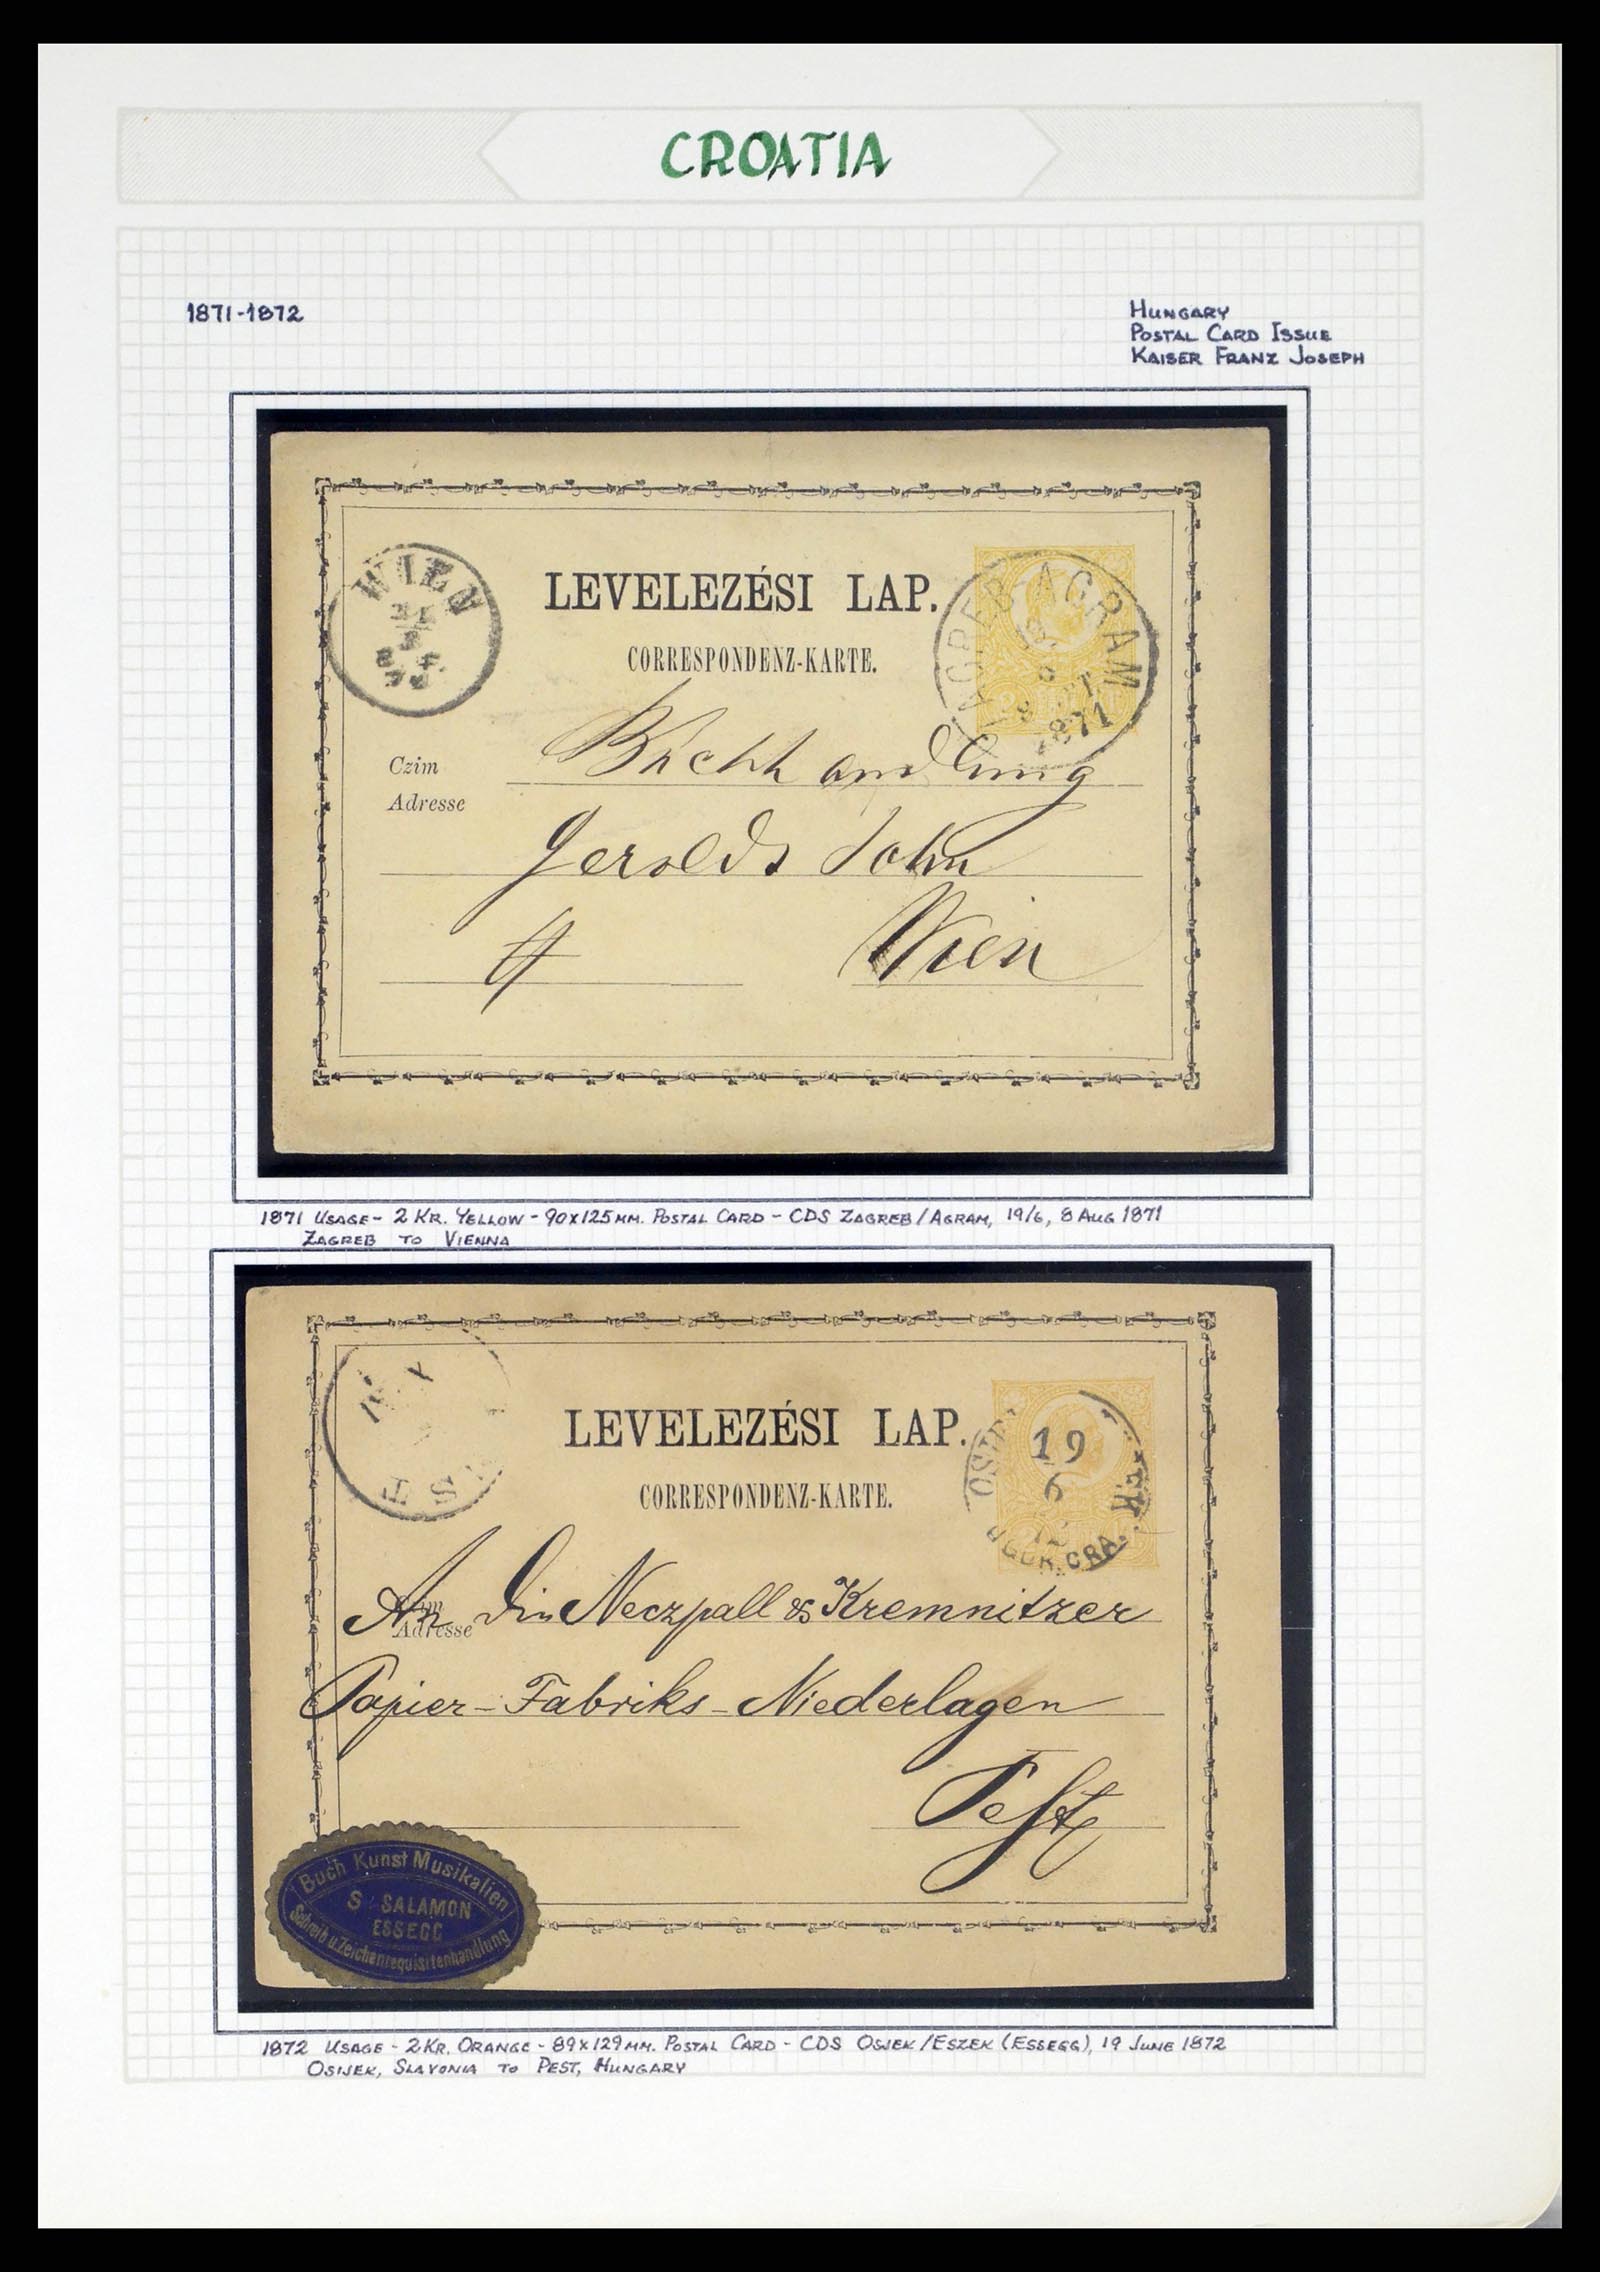 CROATIA
1871-1872
HUNGARY
POSTAL CARD ISSUE
KAISER FRANZ JOSEPH
WIEN
LEVELEZÉSI LAP.
ZAGREB AGRAM
1871
CORRESPONDENZ-KARTE.
Czim
Adresse
Buchhandlung
Gerolds Sohn
Wien
1871 USAGE - 2 KR. YELLOW - 90x125MM. POSTAL CARD - CDS ZAGREB/AGRAM, 19/6, 8 AUG 1871
ZAGREB TO VIENNA
LEVELEZÉSI LAP.
19
6
CORRESPONDENZ-KARTE.
Adresse
An Neczpall & Kremnitzer
Papier-Fabriks-Niederlagen
Pest
Buch Kunst Musikalien
S SALAMON
ESSEGG
Schreib u. Zeichenrequisitenhandlung
1872 USAGE - 2KR. ORANGE - 89x129MM. POSTAL CARD - CDS OSJEK/ESZEK (ESSEGG), 19 JUNE 1872
OSIJEK, SLAVONIA TO PEST, HUNGARY